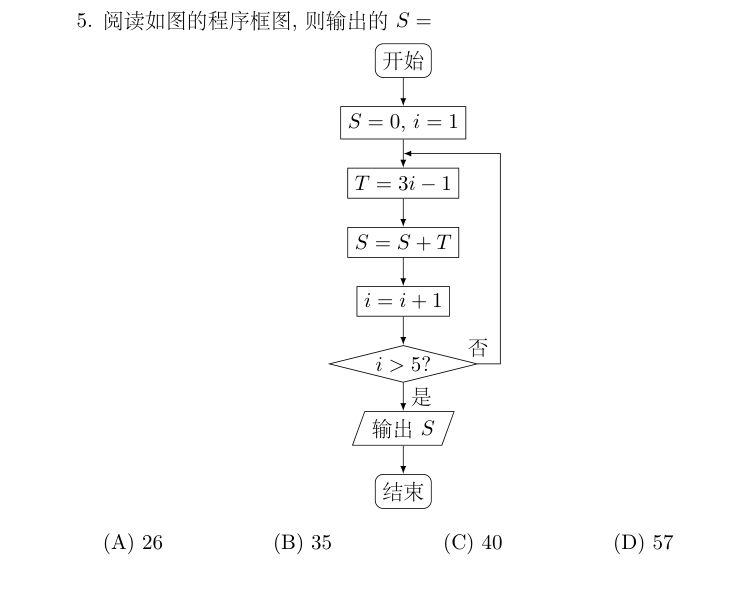 5. 阅读如图的程序框图, 则输出的 S =
开始
S = 0, i = 1
T = 3i − 1
S = S + T
i = i + 1
否
i > 5?
是
输出 S
结束
(A) 26 (B) 35 (C) 40 (D) 57